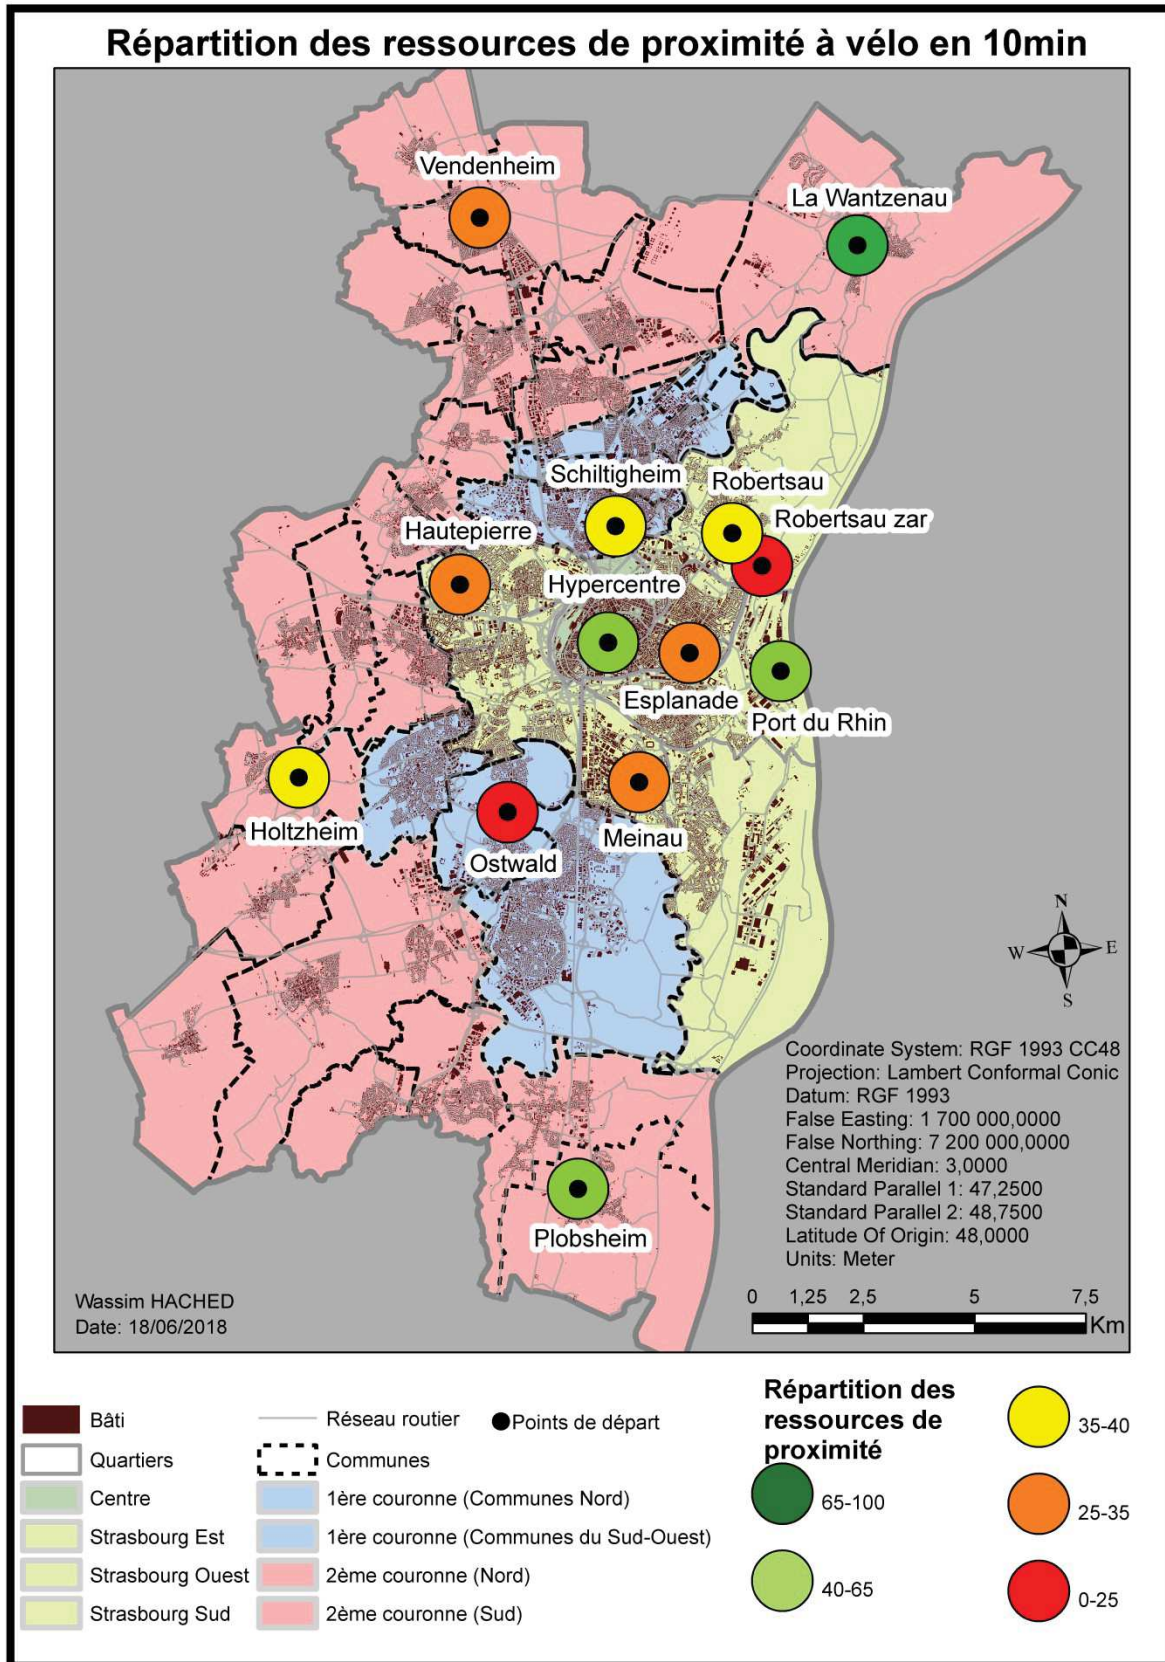 Répartition des ressources de proximité à vélo en 10min
Vendenheim
La Wantzenau
Schiltigheim
Robertsau
Robertsau zar
Hautepierre
Hypercentre
Esplanade
Port du Rhin
Holtzheim
Ostwald
Meinau
Plobsheim
N
W
E
S
Coordinate System: RGF 1993 CC48
Projection: Lambert Conformal Conic
Datum: RGF 1993
False Easting: 1 700 000,0000
False Northing: 7 200 000,0000
Central Meridian: 3,0000
Standard Parallel 1: 47,2500
Standard Parallel 2: 48,7500
Latitude Of Origin: 48,0000
Units: Meter
Wassim HACHED
Date: 18/06/2018
0 1,25 2,5 5 7,5
Km
Bâti
Quartiers
Centre
Strasbourg Est
Strasbourg Ouest
Strasbourg Sud
Réseau routier
Points de départ
Communes
1ère couronne (Communes Nord)
1ère couronne (Communes du Sud-Ouest)
2ème couronne (Nord)
2ème couronne (Sud)
Répartition des
ressources de
proximité
65-100
40-65
35-40
25-35
0-25